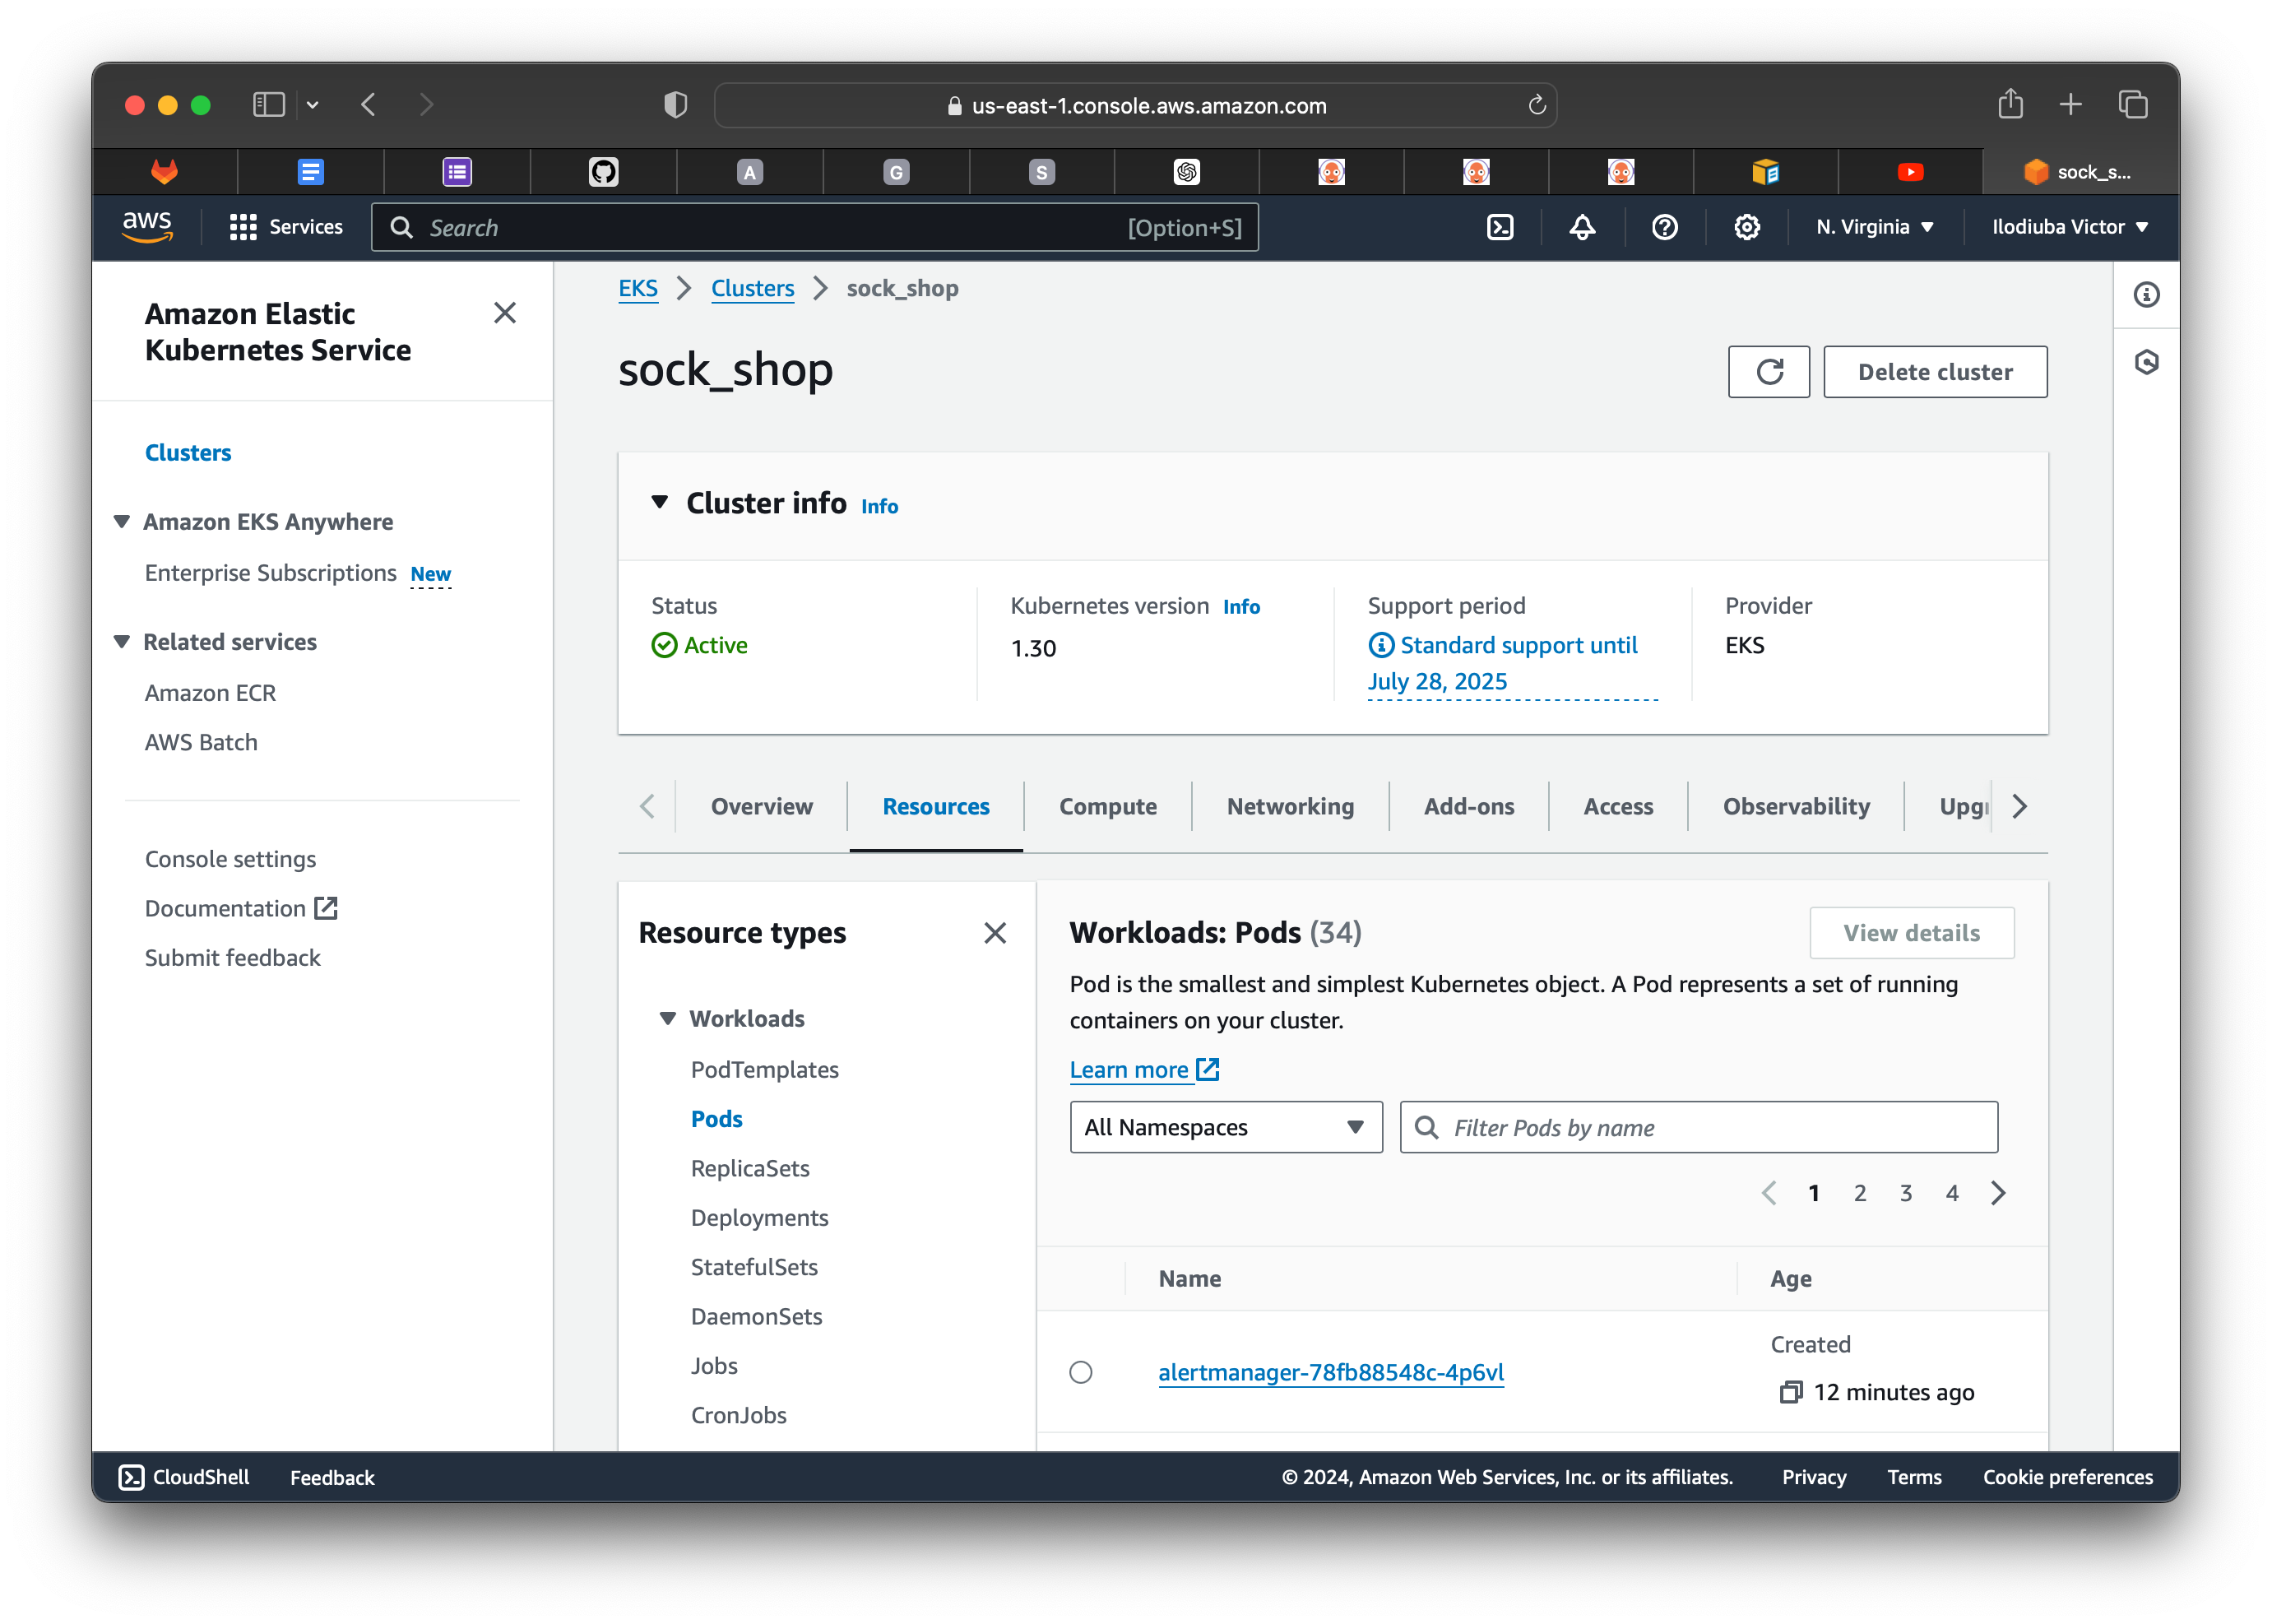 us-east-1.console.aws.amazon.com
A
G
S
sock_s...
aws
Services
Search
[Option+S]
N. Virginia
Ilodiuba Victor
Amazon Elastic
Kubernetes Service
Clusters
Amazon EKS Anywhere
Enterprise Subscriptions New
Related services
Amazon ECR
AWS Batch
Console settings
Documentation
Submit feedback
EKS
Clusters
sock_shop
sock_shop
Delete cluster
Cluster info Info
Status
Active
Kubernetes version Info
1.30
Support period
Standard support until
July 28, 2025
Provider
EKS
Overview
Resources
Compute
Networking
Add-ons
Access
Observability
Upgr
Resource types
Workloads
PodTemplates
Pods
ReplicaSets
Deployments
StatefulSets
DaemonSets
Jobs
CronJobs
Workloads: Pods (34)
View details
Pod is the smallest and simplest Kubernetes object. A Pod represents a set of running
containers on your cluster.
Learn more
All Namespaces
Filter Pods by name
1 2 3 4
Name
Age
alertmanager-78fb88548c-4p6vl
Created
12 minutes ago
CloudShell
Feedback
© 2024, Amazon Web Services, Inc. or its affiliates.
Privacy
Terms
Cookie preferences